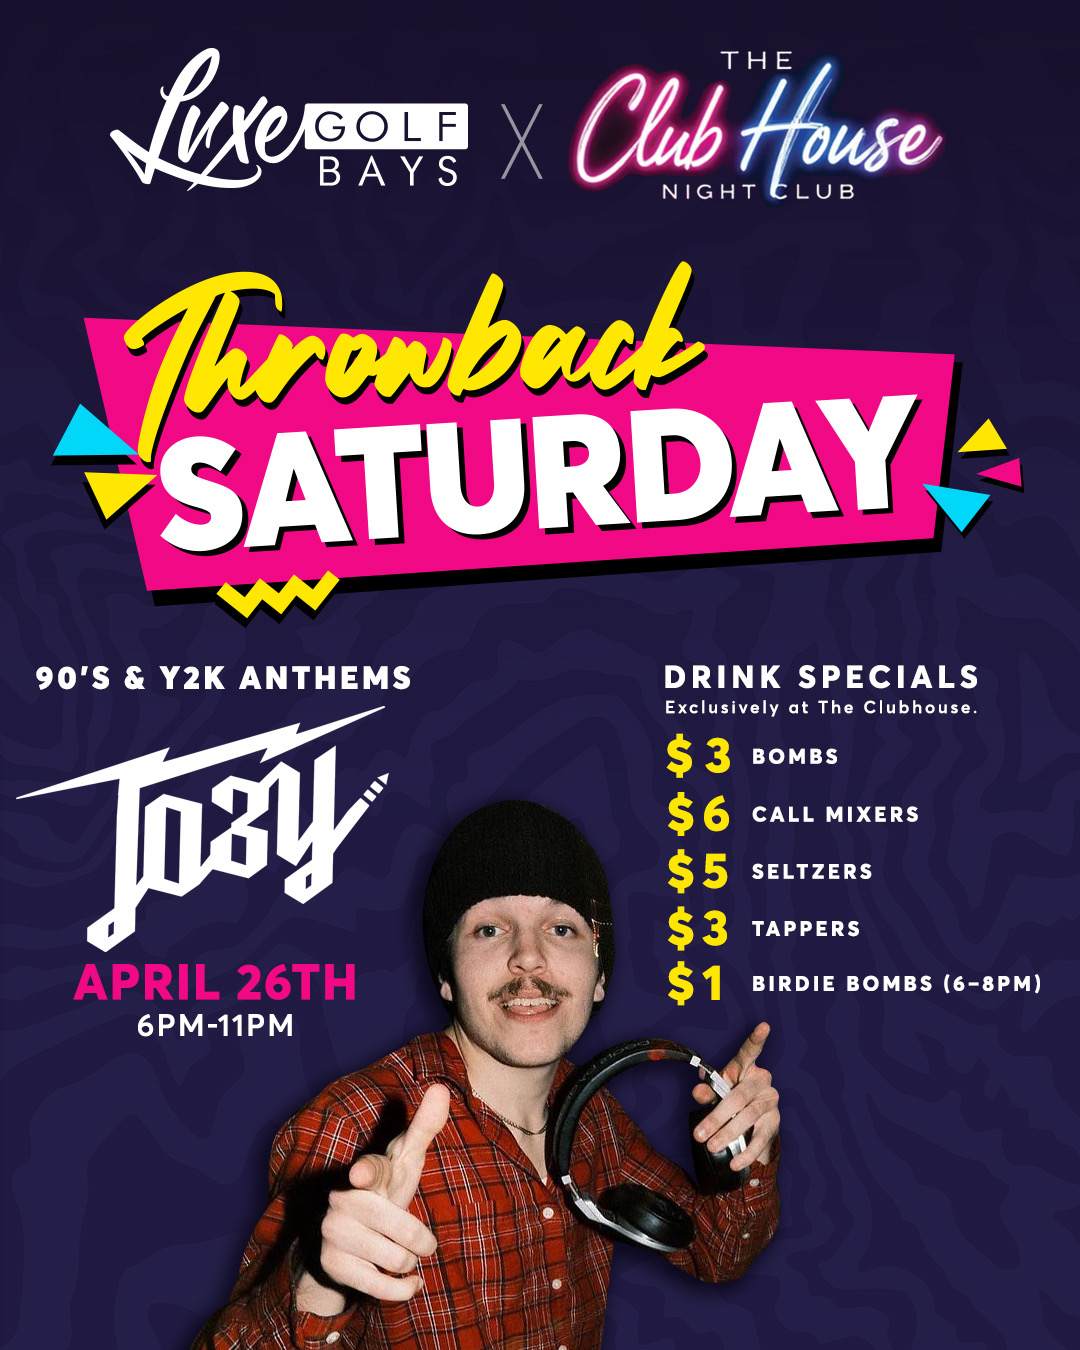 Luxe GOLF
BAYS
X
THE
Club House
NIGHT CLUB
Throwback
SATURDAY
90'S & Y2K ANTHEMS
Jozy
APRIL 26TH
6PM-11PM
DRINK SPECIALS
Exclusively at The Clubhouse.
$3 BOMBS
$6 CALL MIXERS
$5 SELTZERS
$3 TAPPERS
$1 BIRDIE BOMBS (6-8PM)